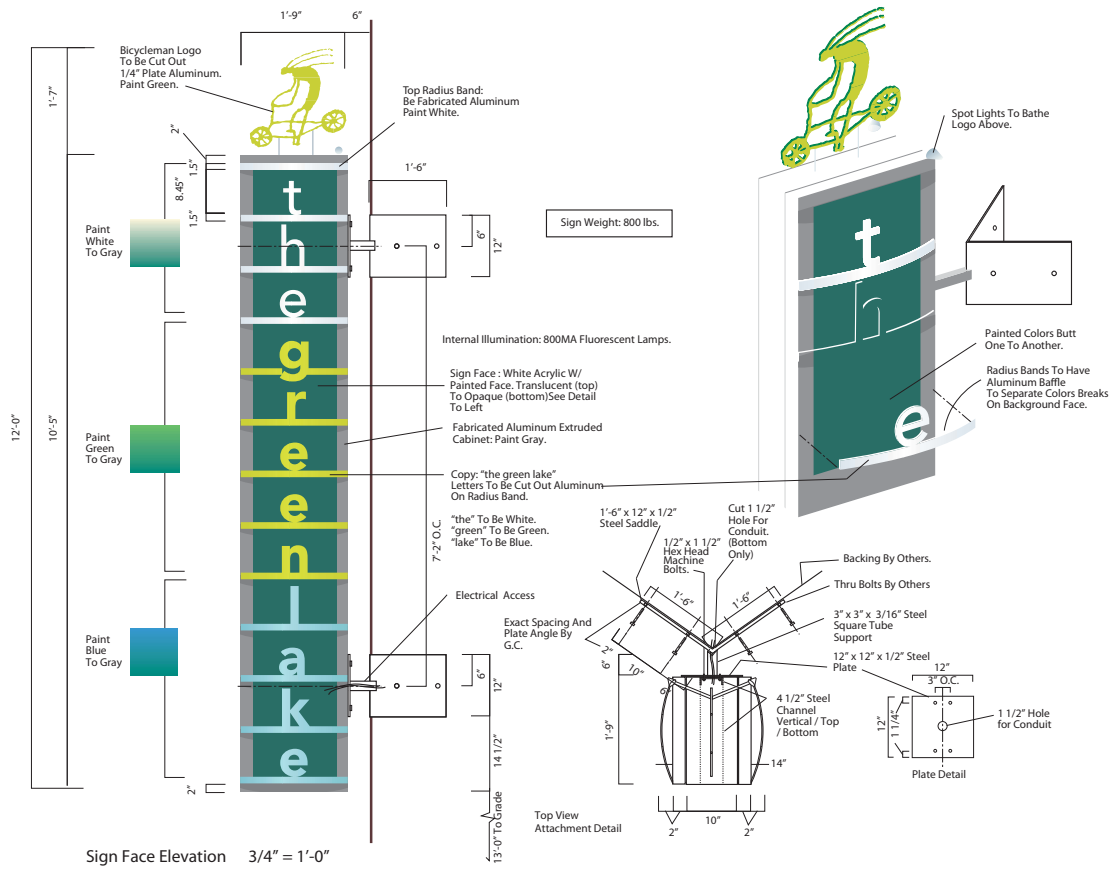 1'-9"
6"
Bicycleman Logo
To Be Cut Out
1/4" Plate Aluminum.
Paint Green.
1'-7"
Top Radius Band:
Be Fabricated Aluminum
Paint White.
2"
1.5"
8.45"
1.5"
1'-6"
6"
12"
Sign Weight: 800 lbs.
Spot Lights To Bathe
Logo Above.
Paint
White
To Gray
t
h
e
g
r
e
e
n
l
a
k
e
t
h
e
12'-0"
10'-5"
Internal Illumination: 800MA Fluorescent Lamps.
Sign Face : White Acrylic W/
Painted Face. Translucent (top)
To Opaque (bottom)See Detail
To Left
Fabricated Aluminum Extruded
Cabinet: Paint Gray.
Copy: “the green lake”
Letters To Be Cut Out Aluminum
On Radius Band.
“the” To Be White.
“green” To Be Green.
“lake” To Be Blue.
7'-2" O.C.
Painted Colors Butt
One To Another.
Radius Bands To Have
Aluminum Baffle
To Separate Colors Breaks
On Background Face.
Paint
Green
To Gray
Paint
Blue
To Gray
Electrical Access
6"
12"
14 1/2"
13'-0" To Grade
2"
1'-6" x 12" x 1/2"
Steel Saddle
1/2" x 1 1/2"
Hex Head
Machine
Bolts.
Cut 1 1/2"
Hole For
Conduit.
(Bottom
Only)
Backing By Others.
Thru Bolts By Others
3" x 3" x 3/16" Steel
Square Tube
Support
12" x 12" x 1/2" Steel
Plate
Exact Spacing And
Plate Angle By
G.C.
1'-6"
1'-6"
2"
6"
10"
6"
1'-9"
4 1/2" Steel
Channel
Vertical / Top
/ Bottom
14"
2"
10"
2"
12"
3" O.C.
12"
1 1/4"
1 1/2" Hole
for Conduit
Plate Detail
Top View
Attachment Detail
Sign Face Elevation 3/4" = 1'-0"